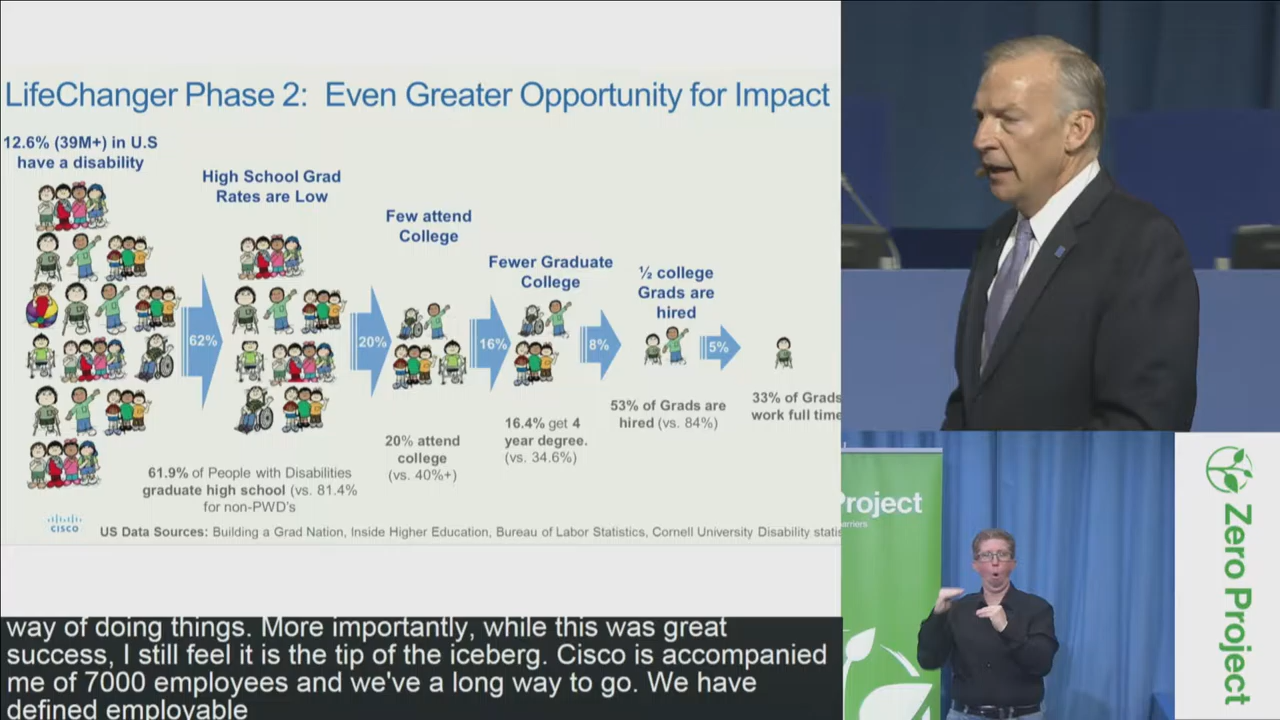 LifeChanger Phase 2: Even Greater Opportunity for Impact
12.6% (39M+) in U.S
have a disability
High School Grad
Rates are Low
Few attend
College
Fewer Graduate
College
½ college
Grads are
hired
62%
20%
16%
8%
5%
61.9% of People with Disabilities
graduate high school (vs. 81.4%
for non-PWD's
20% attend
college
(vs. 40%+)
16.4% get 4
year degree.
(vs. 34.6%)
53% of Grads are
hired (vs. 84%)
33% of Grads
work full time
CISCO
US Data Sources: Building a Grad Nation, Inside Higher Education, Bureau of Labor Statistics, Cornell University Disability statis
way of doing things. More importantly, while this was great
success, I still feel it is the tip of the iceberg. Cisco is accompanied
me of 7000 employees and we've a long way to go. We have
defined employable
Project
arriers
Zero Project